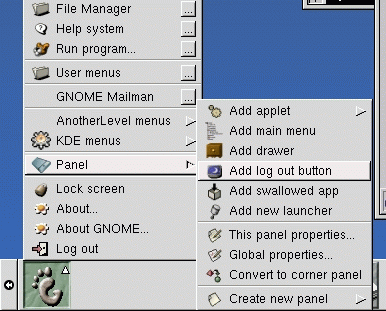 File Manager ...
Help system ...
Run program... ...
User menus ...
GNOME Mailman ...
AnotherLevel menus
KDE menus
Panel
Lock screen
About...
About GNOME...
Log out
Add applet
Add main menu
Add drawer
Add log out button
Add swallowed app
Add new launcher
This panel properties...
Global properties...
Convert to corner panel
Create new panel